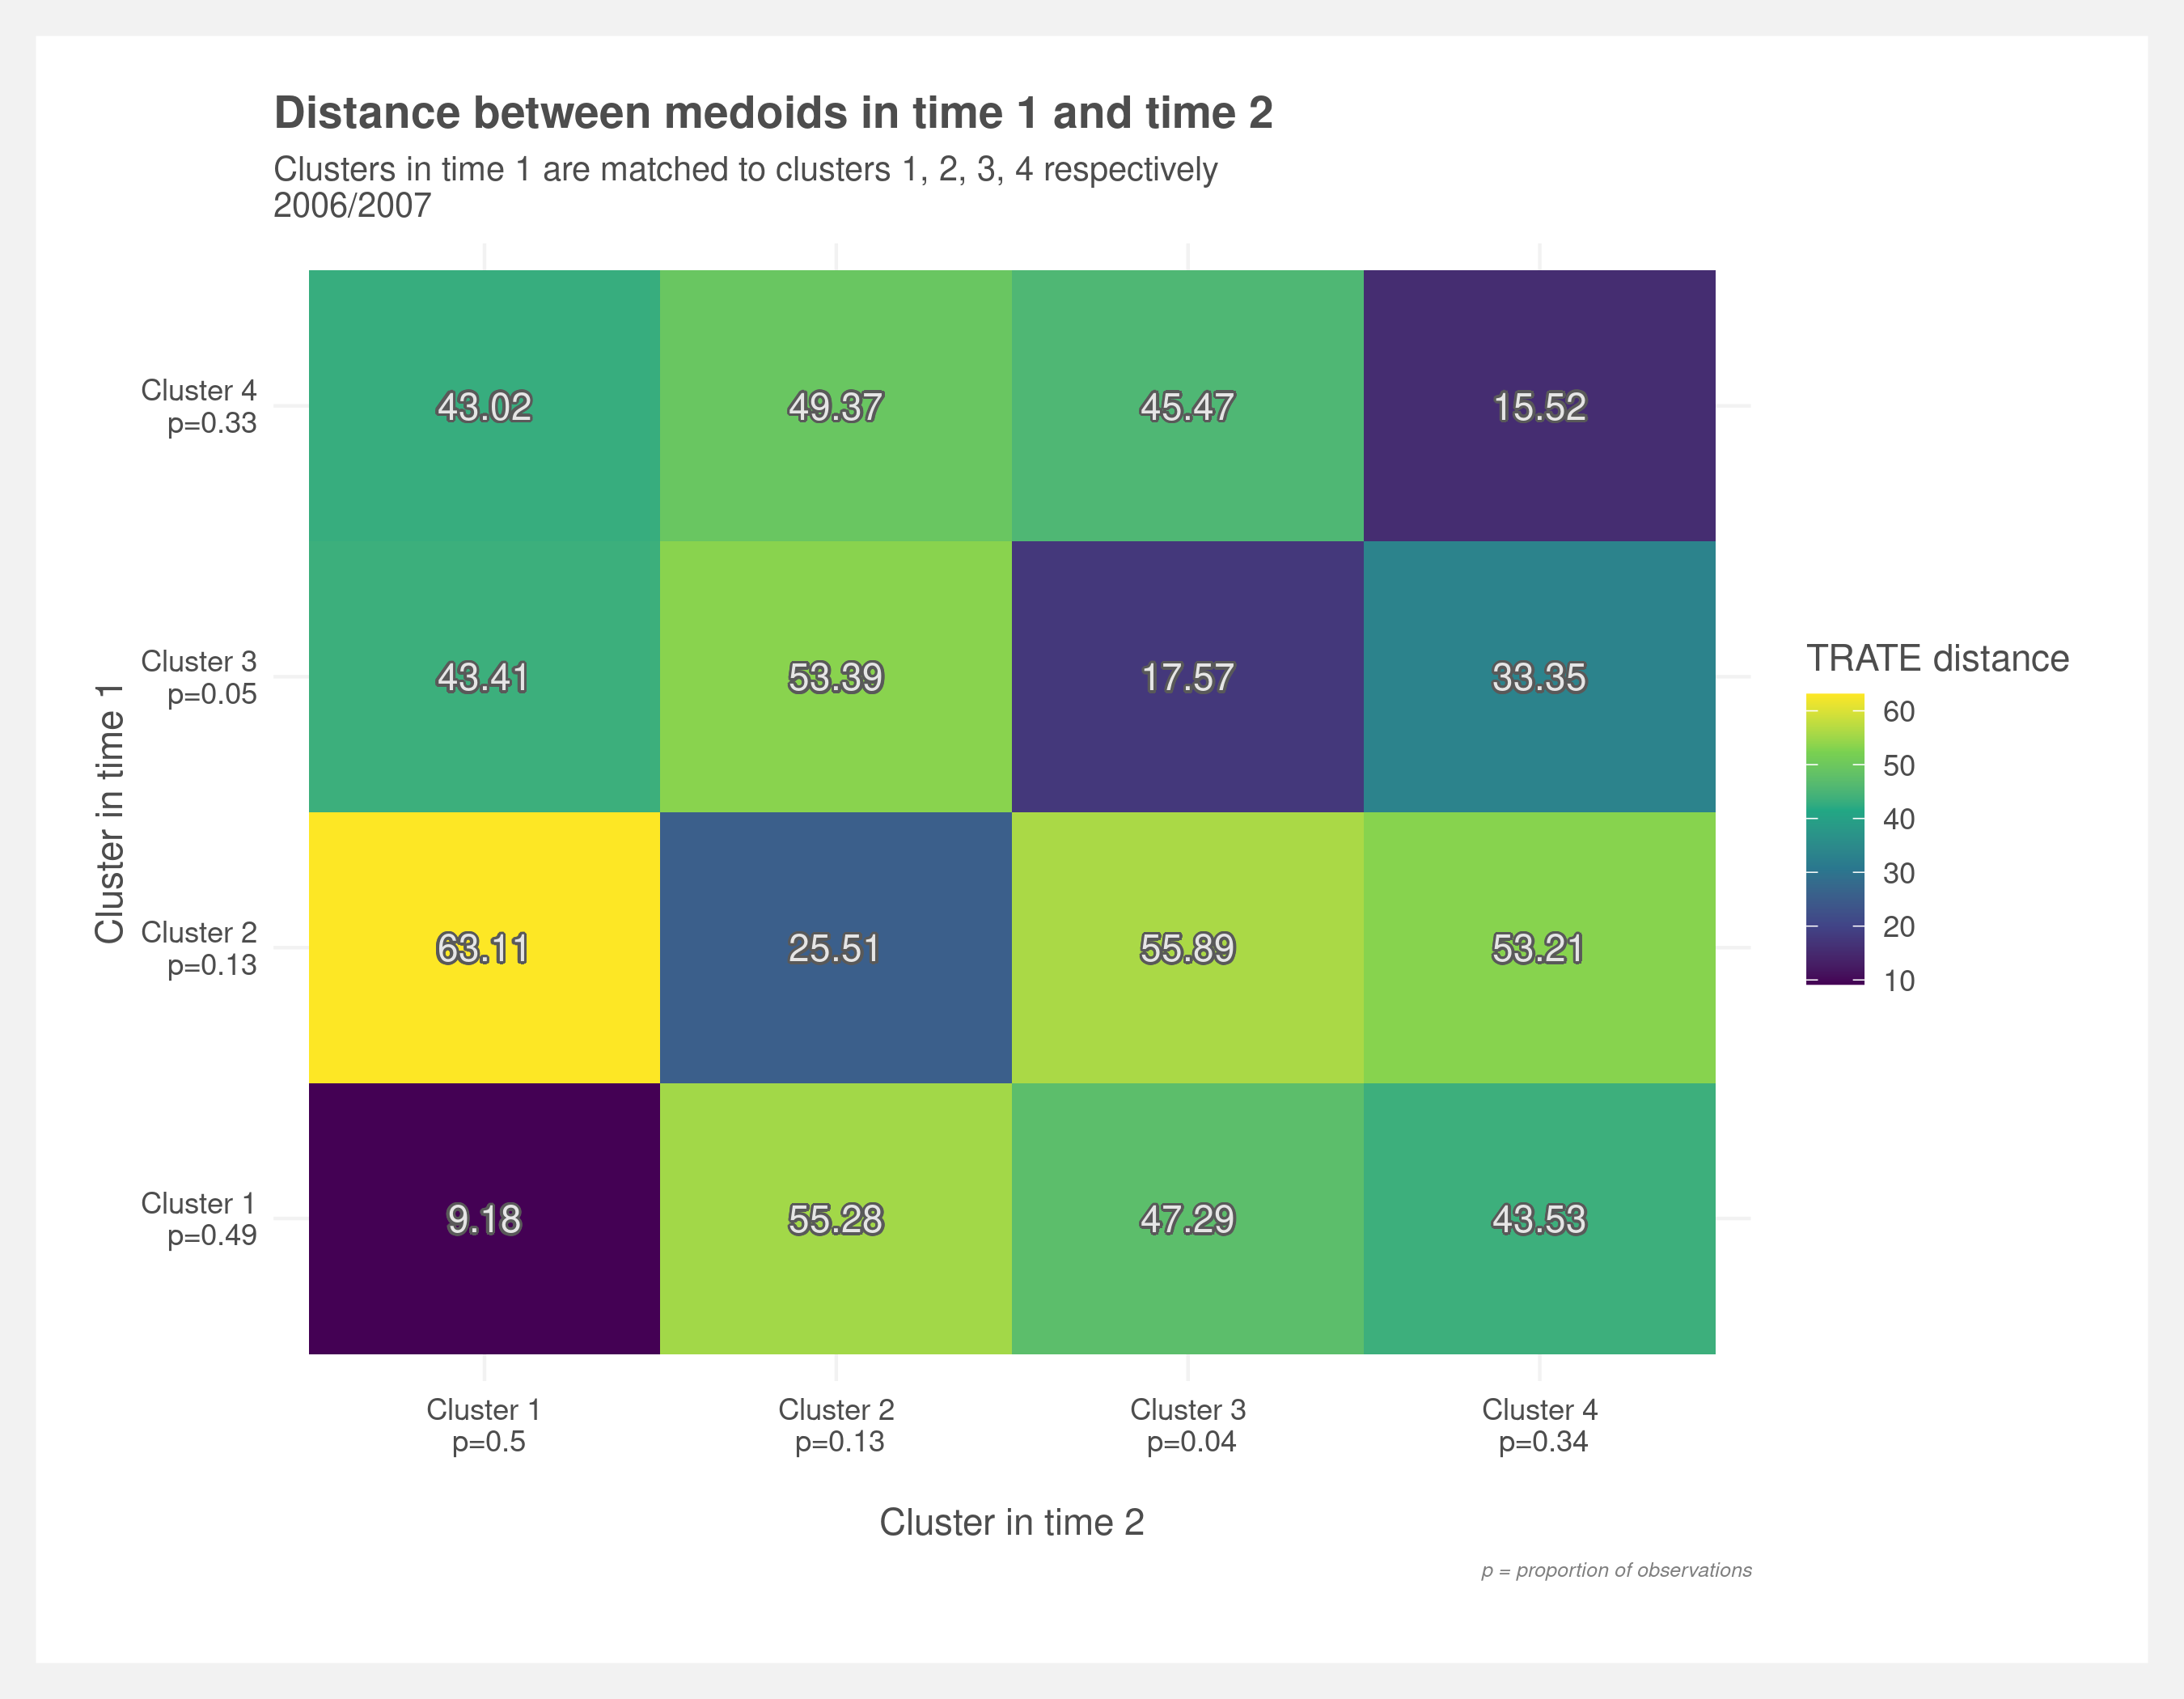 Distance between medoids in time 1 and time 2
Clusters in time 1 are matched to clusters 1, 2, 3, 4 respectively
2006/2007
Cluster in time 1
Cluster 4
p=0.33
43.02 49.37 45.47 15.52
Cluster 3
p=0.05
43.41 53.39 17.57 33.35
Cluster 2
p=0.13
63.11 25.51 55.89 53.21
Cluster 1
p=0.49
9.18 55.28 47.29 43.53
Cluster 1 Cluster 2 Cluster 3 Cluster 4
p=0.5 p=0.13 p=0.04 p=0.34
Cluster in time 2
TRATE distance
60
50
40
30
20
10
p = proportion of observations